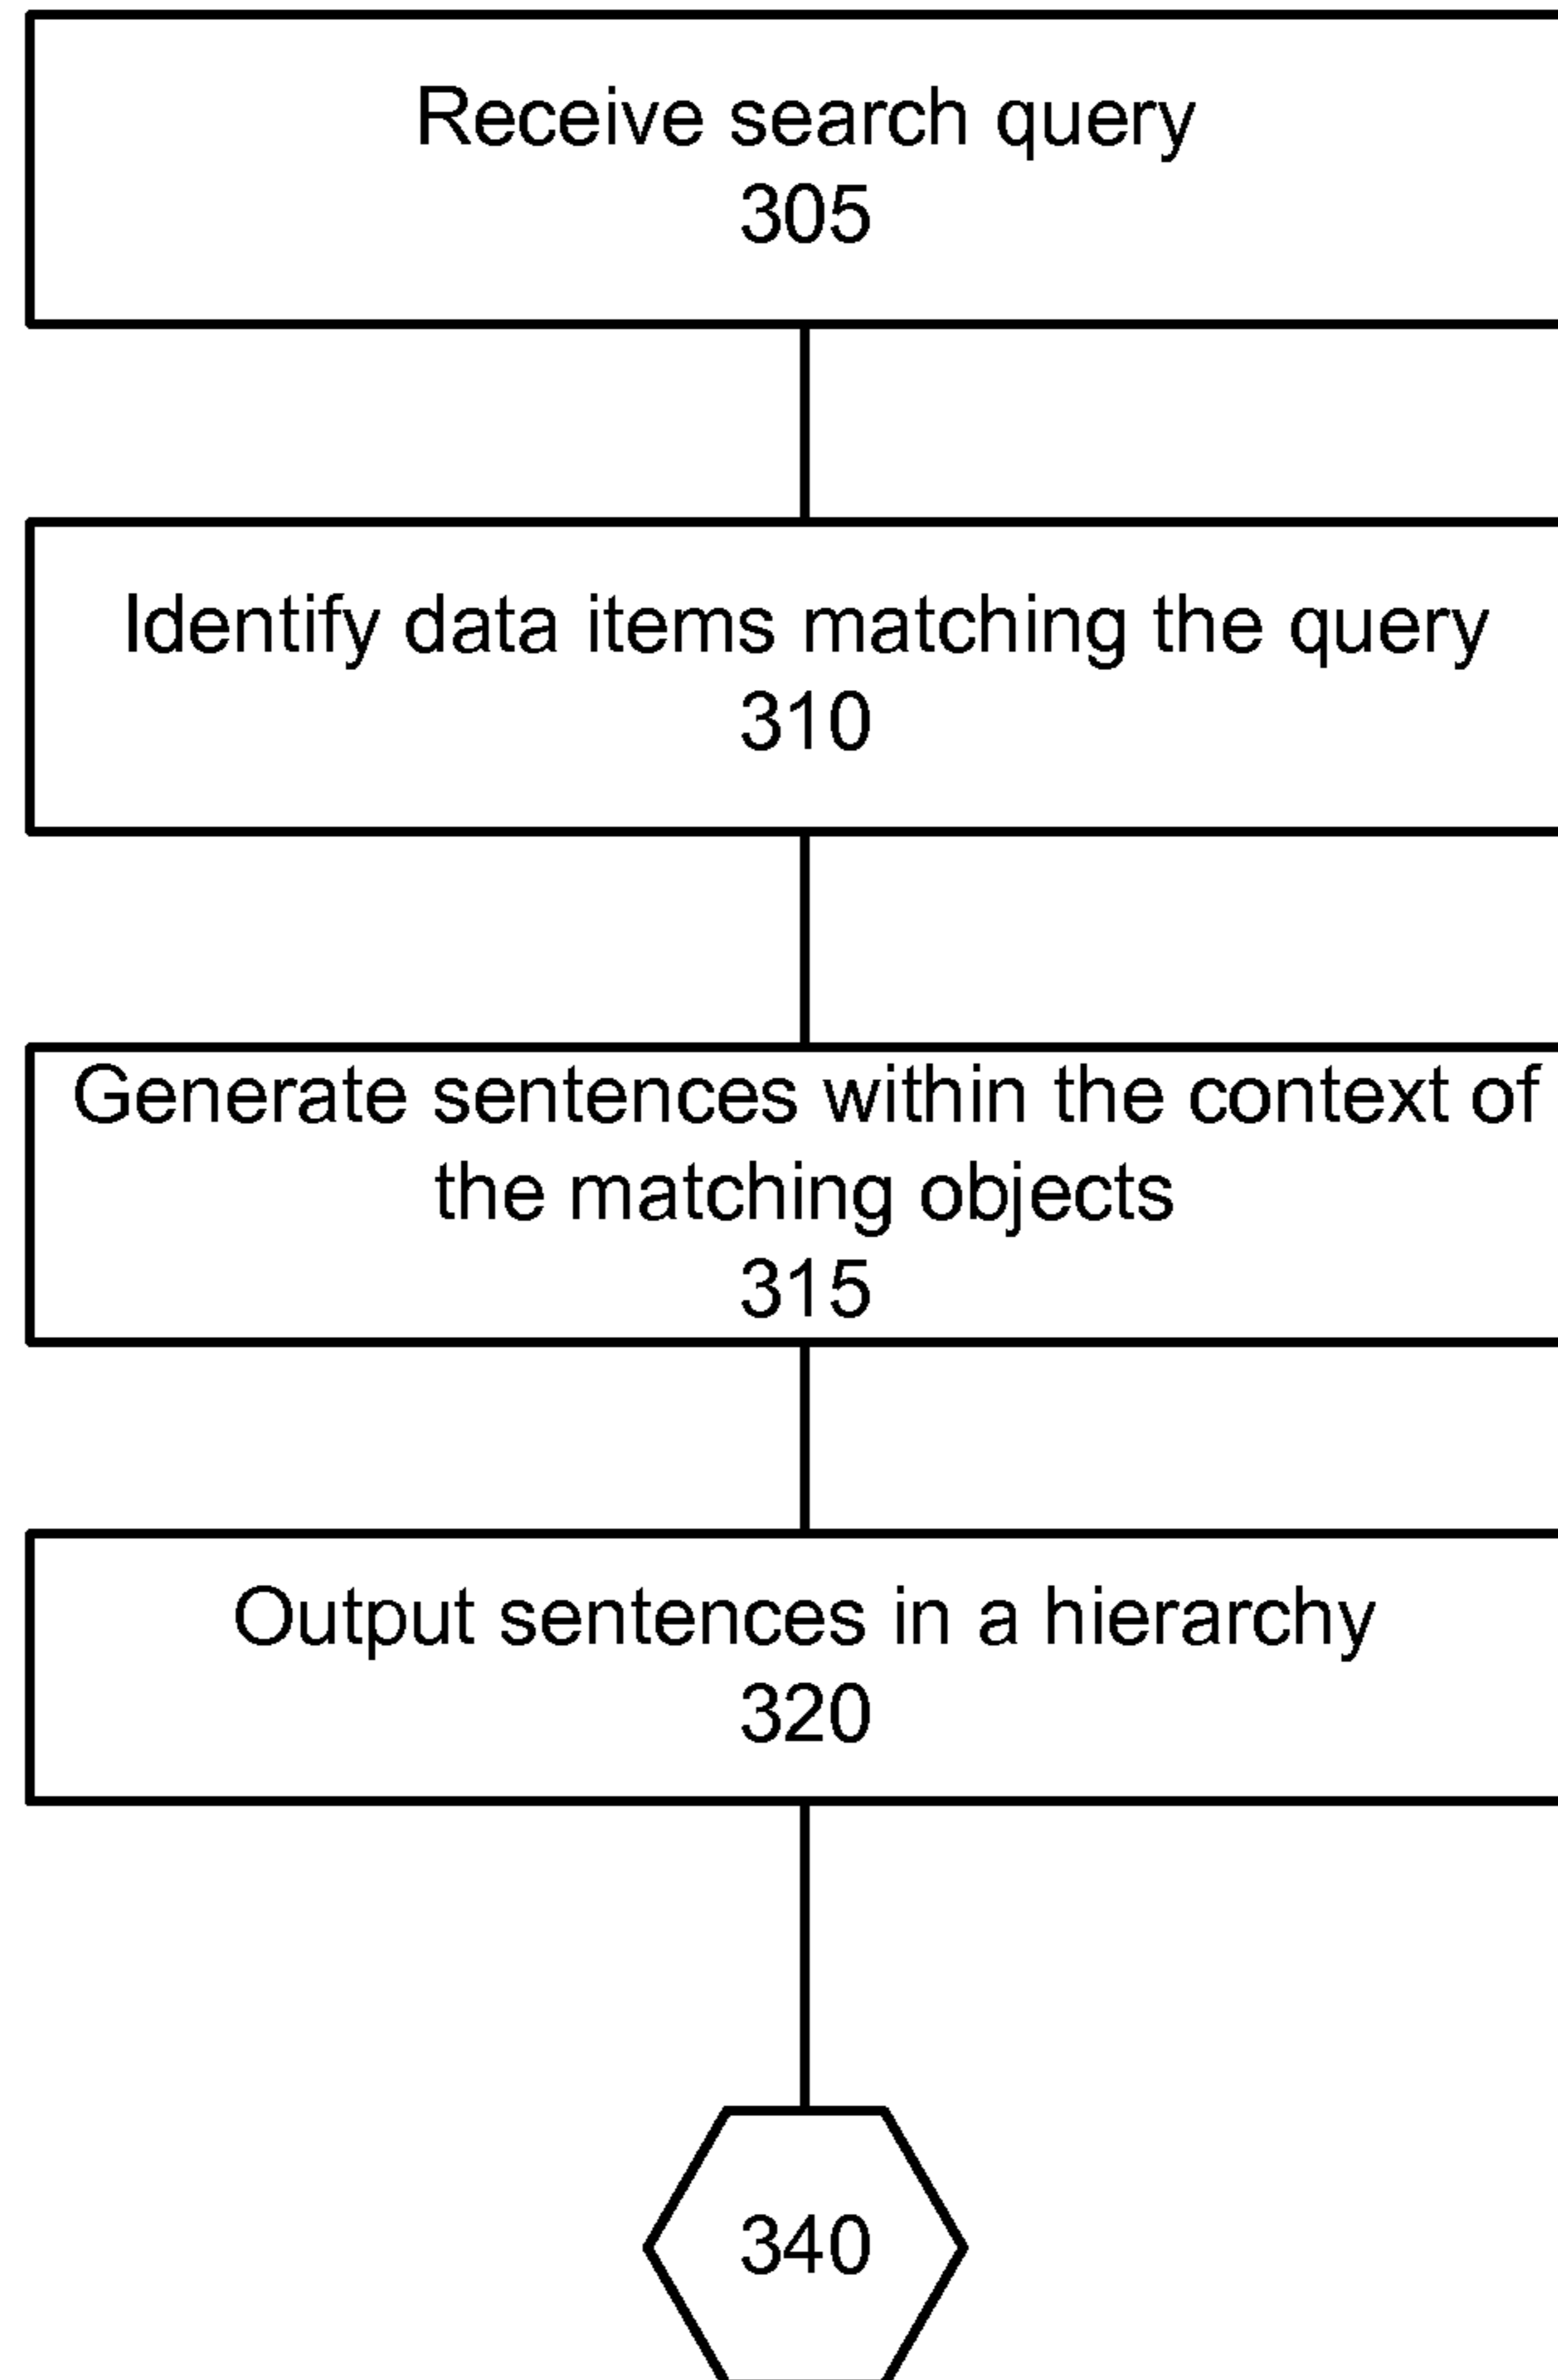 Receive search query
305
Identify data items matching the query
310
Generate sentences within the context of
the matching objects
315
Output sentences in a hierarchy
320
340